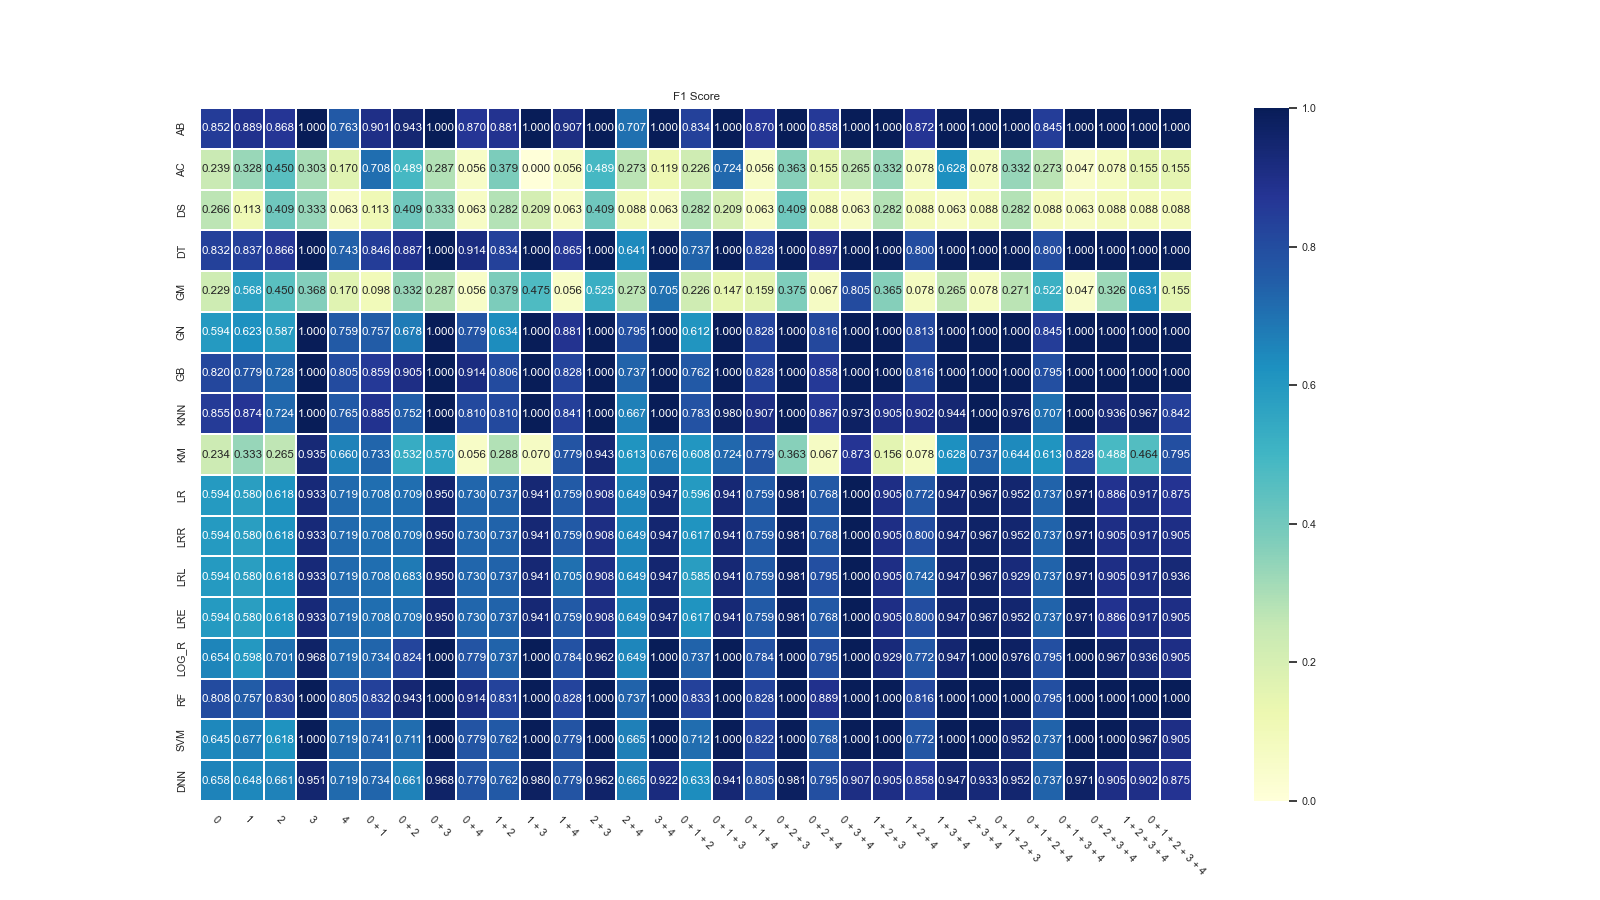 F1 Score
AB 0.852 0.889 0.868 1.000 0.763 0.901 0.943 1.000 0.870 0.881 1.000 0.907 1.000 0.707 1.000 0.834 1.000 0.870 1.000 0.858 1.000 1.000 0.872 1.000 1.000 1.000 0.845 1.000 1.000 1.000 1.000
AC 0.239 0.328 0.450 0.303 0.170 0.708 0.489 0.287 0.056 0.379 0.000 0.056 0.489 0.273 0.119 0.226 0.724 0.056 0.363 0.155 0.265 0.332 0.078 0.628 0.078 0.332 0.273 0.047 0.078 0.155 0.155
DS 0.266 0.113 0.409 0.333 0.063 0.113 0.409 0.333 0.063 0.282 0.209 0.063 0.409 0.088 0.063 0.282 0.209 0.063 0.409 0.088 0.063 0.282 0.088 0.063 0.088 0.282 0.088 0.063 0.088 0.088 0.088
DT 0.832 0.837 0.866 1.000 0.743 0.846 0.887 1.000 0.914 0.834 1.000 0.865 1.000 0.641 1.000 0.737 1.000 0.828 1.000 0.897 1.000 1.000 0.800 1.000 1.000 1.000 0.800 1.000 1.000 1.000 1.000
GM 0.229 0.568 0.450 0.368 0.170 0.098 0.332 0.287 0.056 0.379 0.475 0.056 0.525 0.273 0.705 0.226 0.147 0.159 0.375 0.067 0.805 0.365 0.078 0.265 0.078 0.271 0.522 0.047 0.326 0.631 0.155
GN 0.594 0.623 0.587 1.000 0.759 0.757 0.678 1.000 0.779 0.634 1.000 0.881 1.000 0.795 1.000 0.612 1.000 0.828 1.000 0.816 1.000 1.000 0.813 1.000 1.000 1.000 0.845 1.000 1.000 1.000 1.000
GB 0.820 0.779 0.728 1.000 0.805 0.859 0.905 1.000 0.914 0.806 1.000 0.828 1.000 0.737 1.000 0.762 1.000 0.828 1.000 0.858 1.000 1.000 0.816 1.000 1.000 1.000 0.795 1.000 1.000 1.000 1.000
KNN 0.855 0.874 0.724 1.000 0.765 0.885 0.752 1.000 0.810 0.810 1.000 0.841 1.000 0.667 1.000 0.783 0.980 0.907 1.000 0.867 0.973 0.905 0.902 0.944 1.000 0.976 0.707 1.000 0.936 0.967 0.842
KM 0.234 0.333 0.265 0.935 0.660 0.733 0.532 0.570 0.056 0.288 0.070 0.779 0.943 0.613 0.676 0.608 0.724 0.779 0.363 0.067 0.873 0.156 0.078 0.628 0.737 0.644 0.613 0.828 0.488 0.464 0.795
LR 0.594 0.580 0.618 0.933 0.719 0.708 0.709 0.950 0.730 0.737 0.941 0.759 0.908 0.649 0.947 0.596 0.941 0.759 0.981 0.768 1.000 0.905 0.772 0.947 0.967 0.952 0.737 0.971 0.886 0.917 0.875
LRR 0.594 0.580 0.618 0.933 0.719 0.708 0.709 0.950 0.730 0.737 0.941 0.759 0.908 0.649 0.947 0.617 0.941 0.759 0.981 0.768 1.000 0.905 0.800 0.947 0.967 0.952 0.737 0.971 0.905 0.917 0.905
LRL 0.594 0.580 0.618 0.933 0.719 0.708 0.683 0.950 0.730 0.737 0.941 0.705 0.908 0.649 0.947 0.585 0.941 0.759 0.981 0.795 1.000 0.905 0.742 0.947 0.967 0.929 0.737 0.971 0.905 0.917 0.936
LRE 0.594 0.580 0.618 0.933 0.719 0.708 0.709 0.950 0.730 0.737 0.941 0.759 0.908 0.649 0.947 0.617 0.941 0.759 0.981 0.768 1.000 0.905 0.800 0.947 0.967 0.952 0.737 0.971 0.886 0.917 0.905
LOG_R 0.654 0.598 0.701 0.968 0.719 0.734 0.824 1.000 0.779 0.737 1.000 0.784 0.962 0.649 1.000 0.737 1.000 0.784 1.000 0.795 1.000 0.929 0.772 0.947 1.000 0.976 0.795 1.000 0.967 0.936 0.905
RF 0.808 0.757 0.830 1.000 0.805 0.832 0.943 1.000 0.914 0.831 1.000 0.828 1.000 0.737 1.000 0.833 1.000 0.828 1.000 0.889 1.000 1.000 0.816 1.000 1.000 1.000 0.795 1.000 1.000 1.000 1.000
SVM 0.645 0.677 0.618 1.000 0.719 0.741 0.711 1.000 0.779 0.762 1.000 0.779 1.000 0.665 1.000 0.712 1.000 0.822 1.000 0.768 1.000 1.000 0.772 1.000 1.000 0.952 0.737 1.000 1.000 0.967 0.905
DNN 0.658 0.648 0.661 0.951 0.719 0.734 0.661 0.968 0.779 0.762 0.980 0.779 0.962 0.665 0.922 0.633 0.941 0.805 0.981 0.795 0.907 0.905 0.858 0.947 0.933 0.952 0.737 0.971 0.905 0.902 0.875
0 1 2 3 4 0 + 1 0 + 2 0 + 3 0 + 4 1 + 2 1 + 3 1 + 4 2 + 3 2 + 4 3 + 4 0 + 1 + 2 0 + 1 + 3 0 + 1 + 4 0 + 2 + 3 0 + 2 + 4 0 + 3 + 4 1 + 2 + 3 1 + 2 + 4 1 + 3 + 4 2 + 3 + 4 0 + 1 + 2 + 3 0 + 1 + 2 + 4 0 + 1 + 3 + 4 0 + 2 + 3 + 4 1 + 2 + 3 + 4 0 + 1 + 2 + 3 + 4
1.0
0.8
0.6
0.4
0.2
0.0